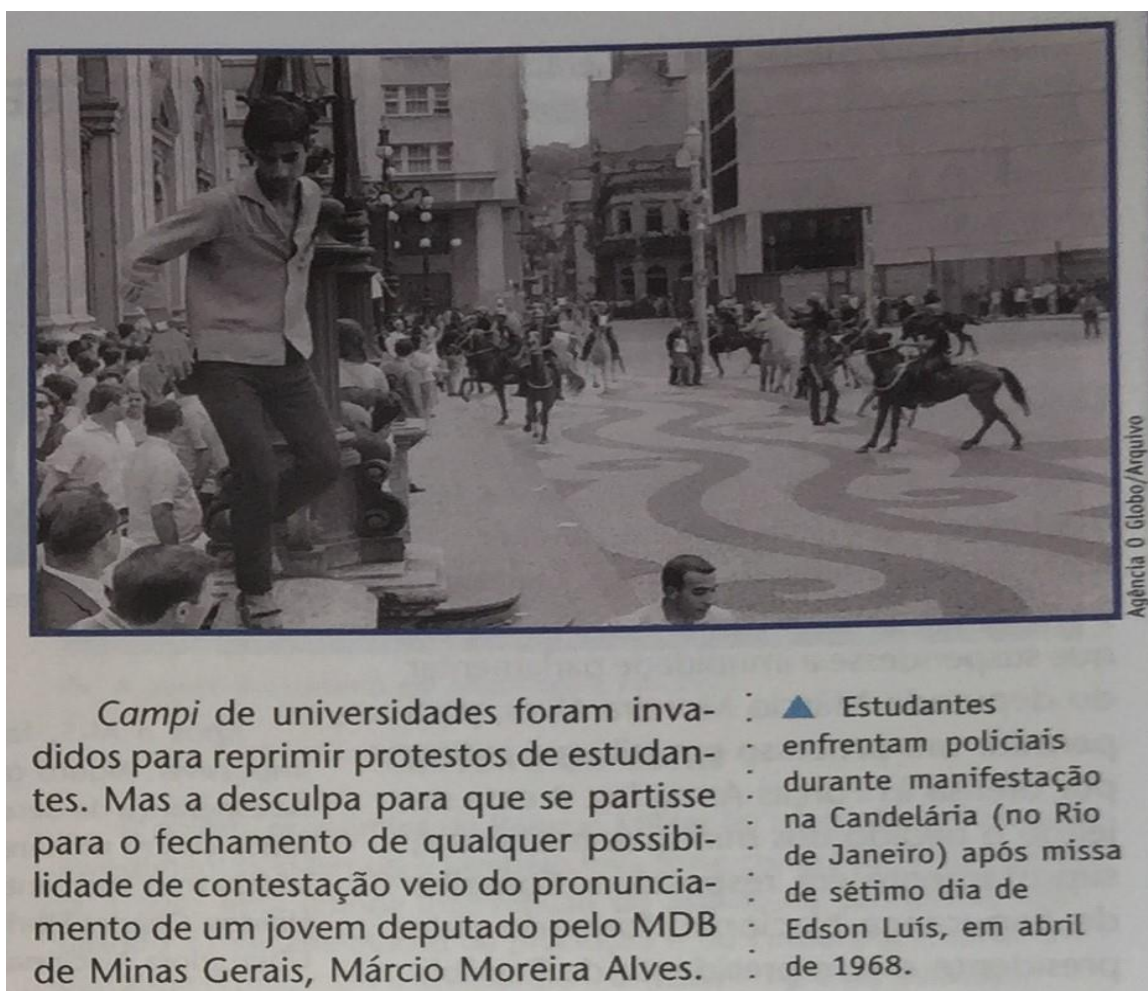 Agência O Globo/Arquivo
Campi de universidades foram inva-
didos para reprimir protestos de estudan-
tes. Mas a desculpa para que se partisse
para o fechamento de qualquer possibi-
lidade de contestação veio do pronuncia-
mento de um jovem deputado pelo MDB
de Minas Gerais, Márcio Moreira Alves.
Estudantes
enfrentam policiais
durante manifestação
na Candelária (no Rio
de Janeiro) após missa
de sétimo dia de
Edson Luís, em abril
de 1968.